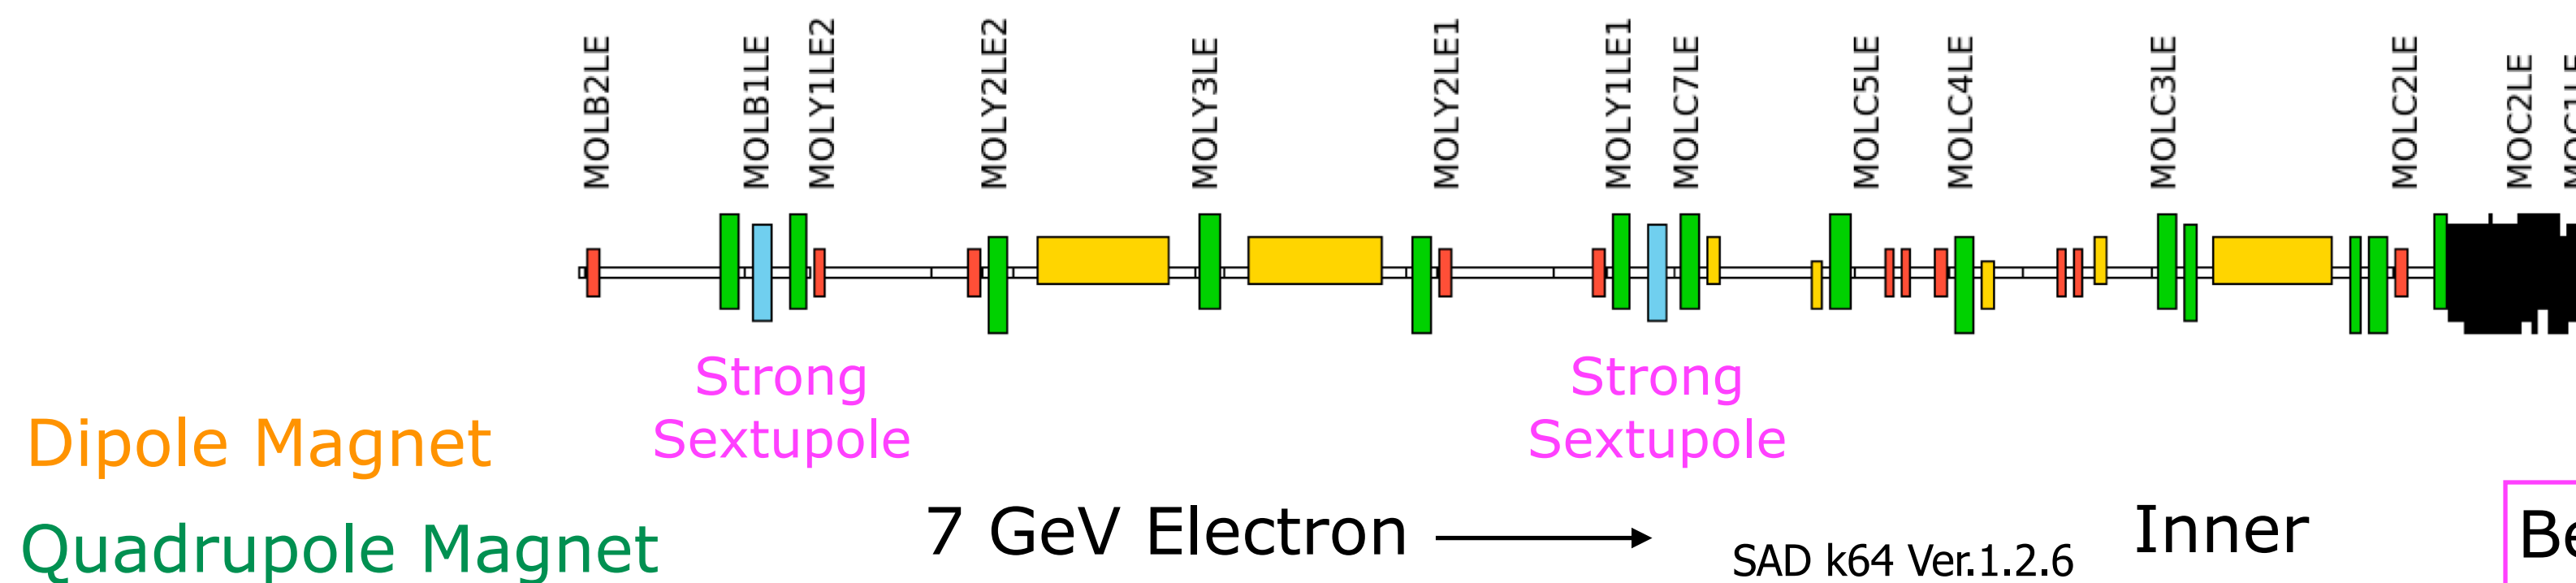 MOLB2LE
MOLB1LE
MOLY1LE2
MOLY2LE2
MOLY3LE
MOLY2LE1
MOLY1LE1
MOLC7LE
MOLC5LE
MOLC4LE
MOLC3LE
MOLC2LE
MOC2LE
Strong
Sextupole
Strong
Sextupole
Dipole Magnet
Quadrupole Magnet
7 GeV Electron
SAD k64 Ver.1.2.6
Inner